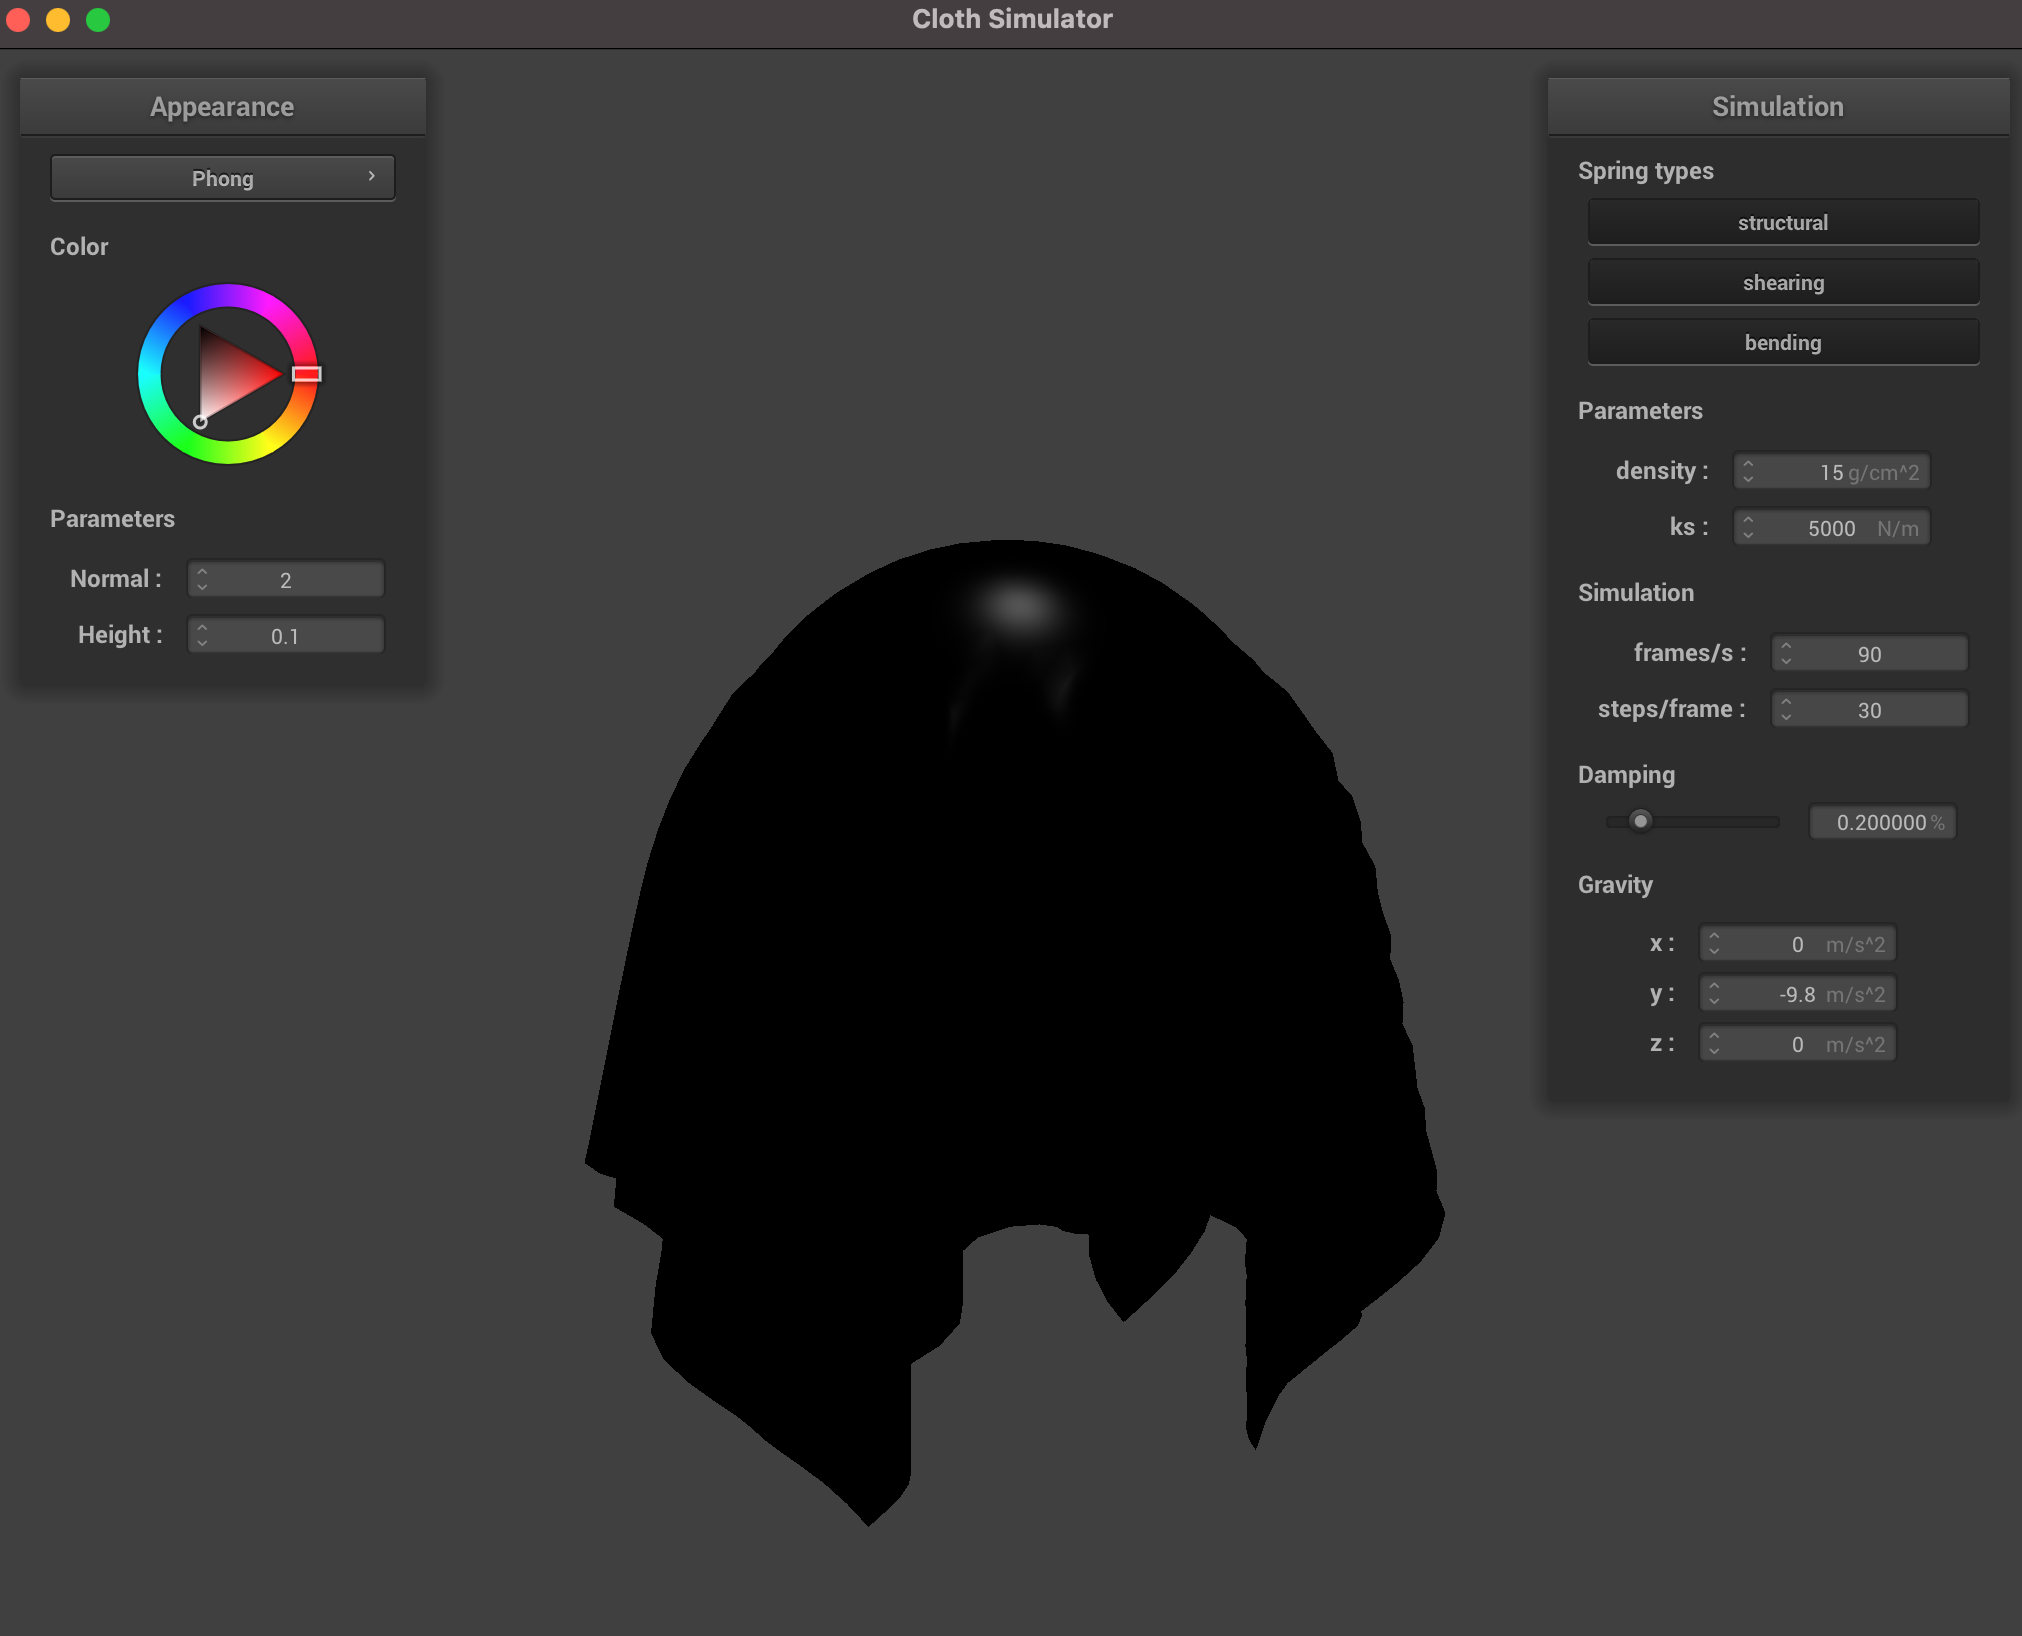 Cloth Simulator
Appearance
Phong
Color
Parameters
Normal : 2
Height : 0.1
Simulation
Spring types
structural
shearing
bending
Parameters
density : 15 g/cm^2
ks : 5000 N/m
Simulation
frames/s : 90
steps/frame : 30
Damping
0.200000 %
Gravity
x : 0 m/s^2
y : -9.8 m/s^2
z : 0 m/s^2